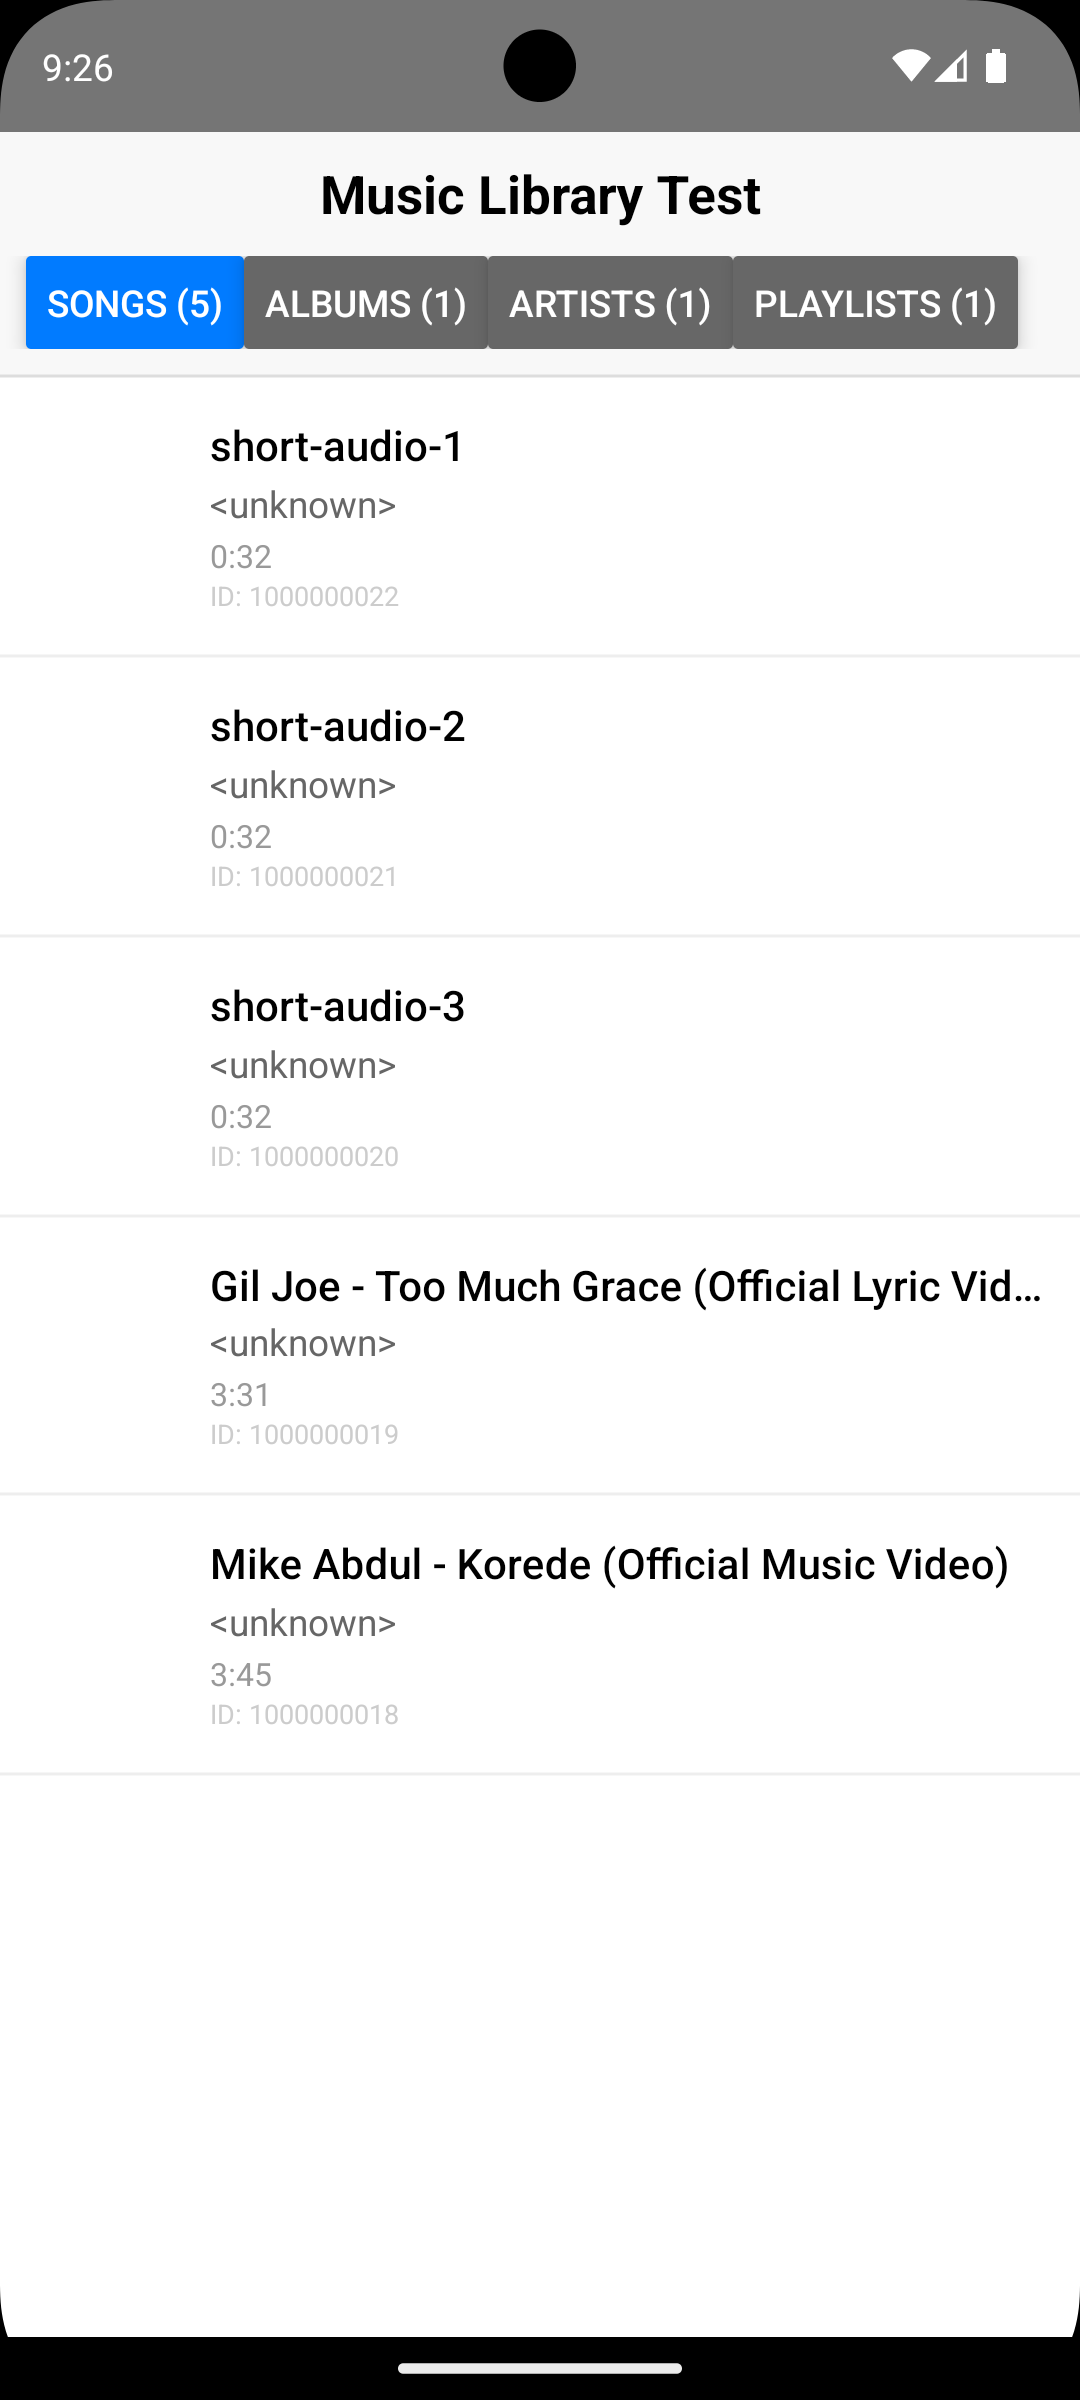 9:26
Music Library Test
SONGS (5) ALBUMS (1) ARTISTS (1) PLAYLISTS (1)
short-audio-1
<unknown>
0:32
ID: 1000000022
short-audio-2
<unknown>
0:32
ID: 1000000021
short-audio-3
<unknown>
0:32
ID: 1000000020
Gil Joe - Too Much Grace (Official Lyric Vid...
<unknown>
3:31
ID: 1000000019
Mike Abdul - Korede (Official Music Video)
<unknown>
3:45
ID: 1000000018